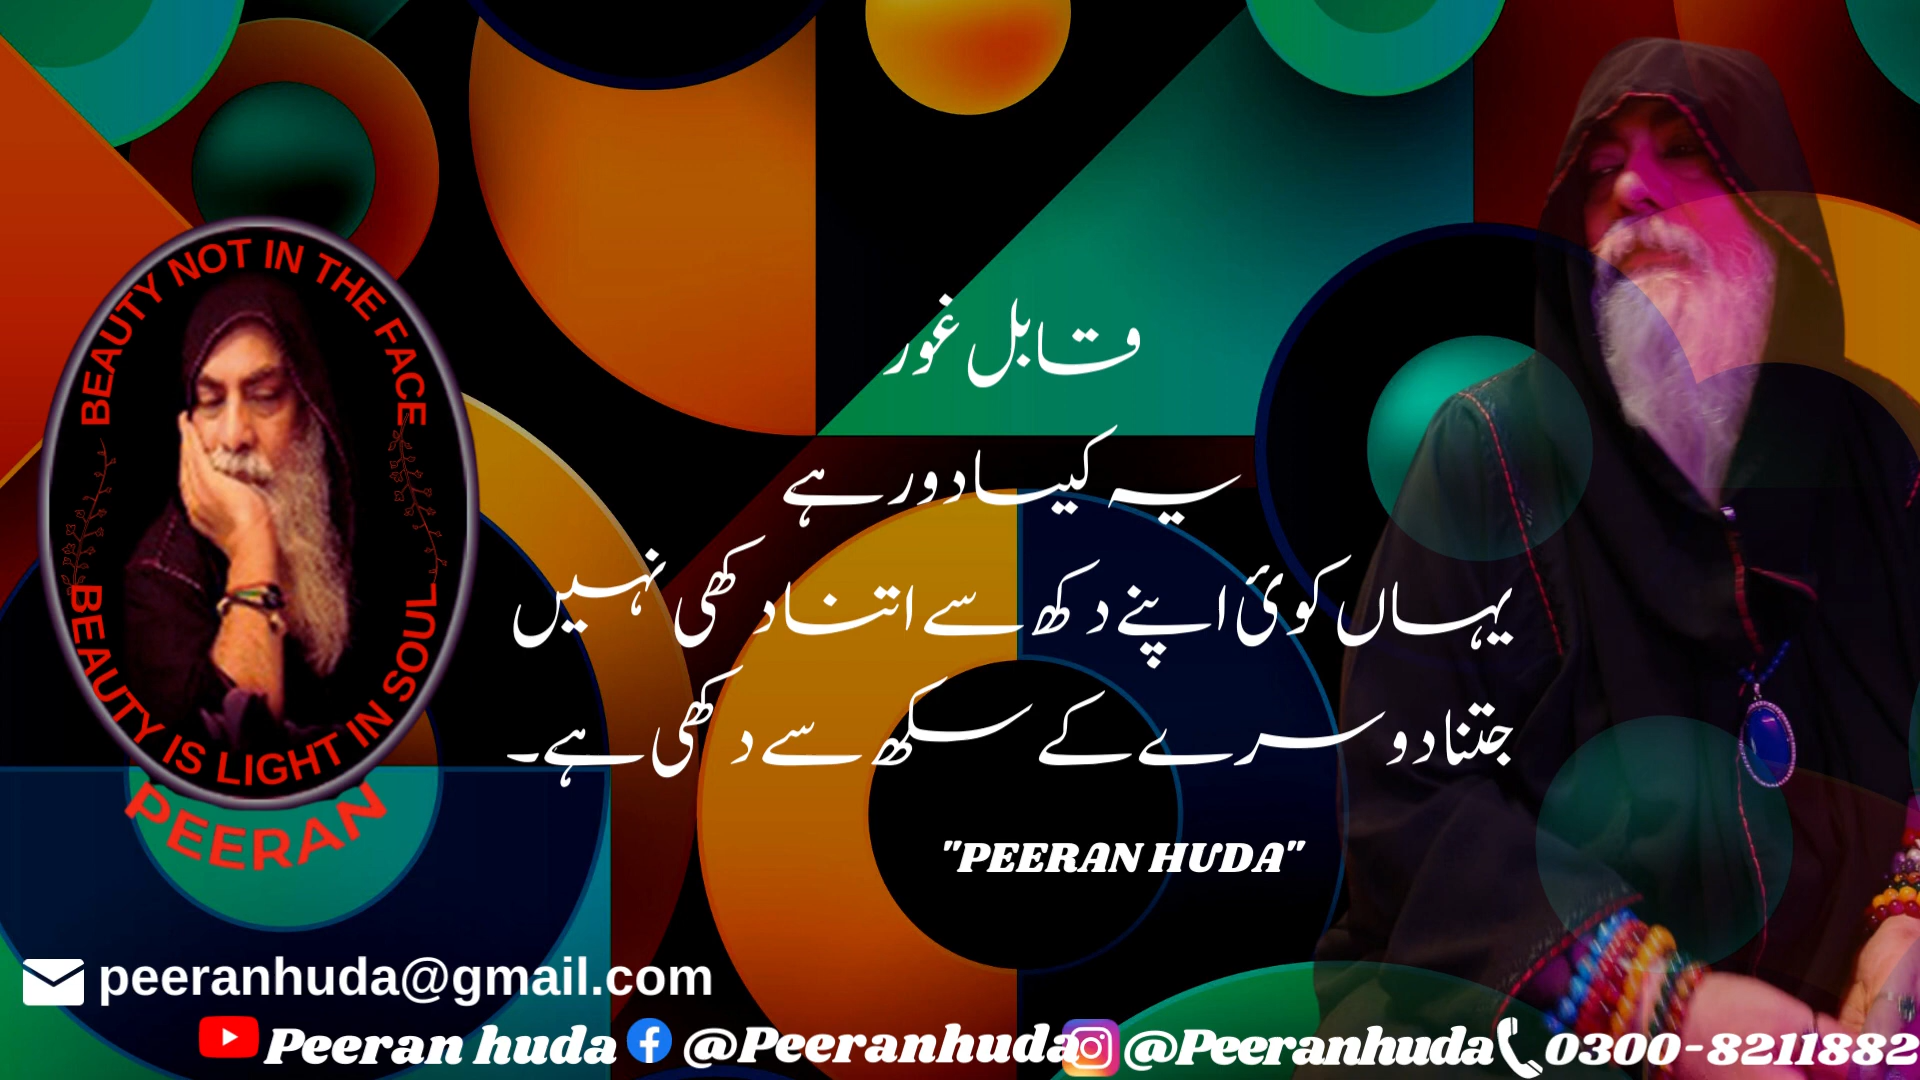 BEAUTY NOT IN THE FACE
BEAUTY IS LIGHT IN SOUL
PEERAN
قابل غور
یہ کیسا دور ہے
یہاں کوئ اپنے دکھ سے اتنا دکھی نہیں
جتنا دوسرے کے سکھ سے دکھی ہے۔
"PEERAN HUDA"
peeranhuda@gmail.com
Peeran huda @Peeranhuda @Peeranhuda 0300-8211882